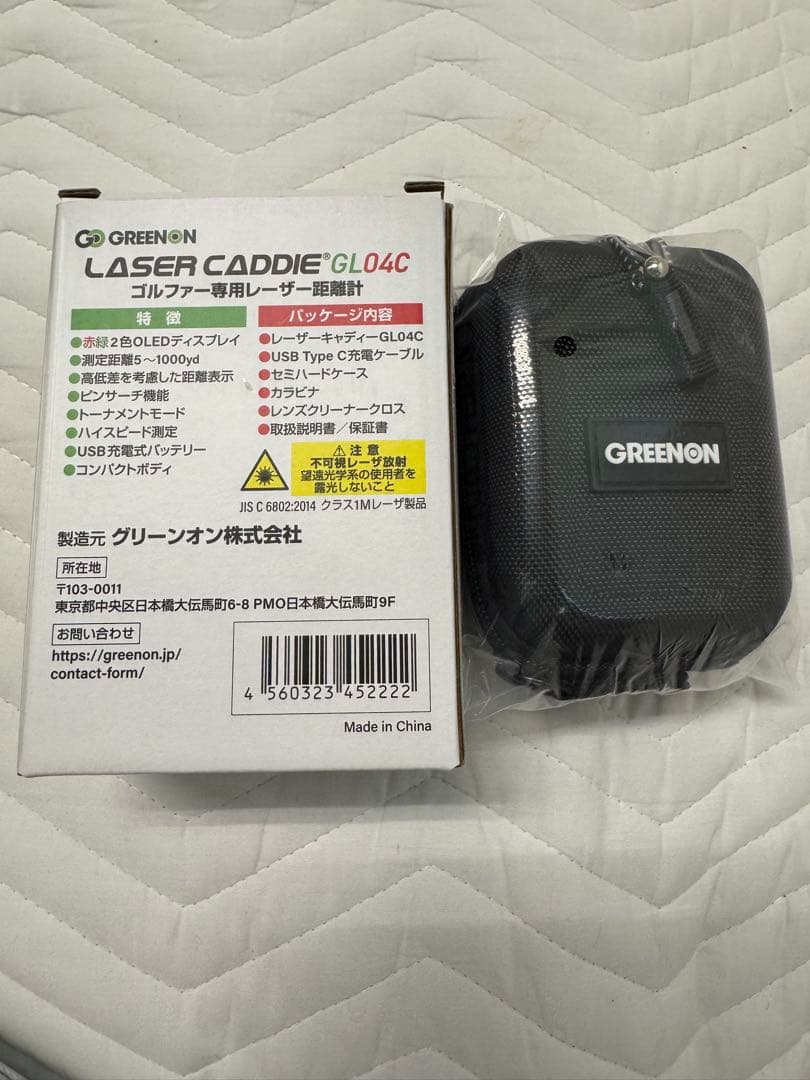 GREENON
LASER CADDIE® GL04C
ゴルファー専用レーザー距離計
特徴
●赤緑2色OLEDディスプレイ
●測定距離5～1000yd
●高低差を考慮した距離表示
●ピンサーチ機能
●トーナメントモード
●ハイスピード測定
●USB充電式バッテリー
●コンパクトボディ
パッケージ内容
●レーザーキャディーGL04C
●USB Type C充電ケーブル
●セミハードケース
●カラビナ
●レンズクリーナークロス
●取扱説明書／保証書
⚠注意
不可視レーザ放射
望遠光学系の使用者を
露光しないこと
JIS C 6802:2014 クラス1Mレーザ製品
製造元 グリーンオン株式会社
所在地
〒103-0011
東京都中央区日本橋大伝馬町6-8 PMO日本橋大伝馬町9F
お問い合わせ
https://greenon.jp/
contact-form/
4 560323 452222
Made in China
GREENON